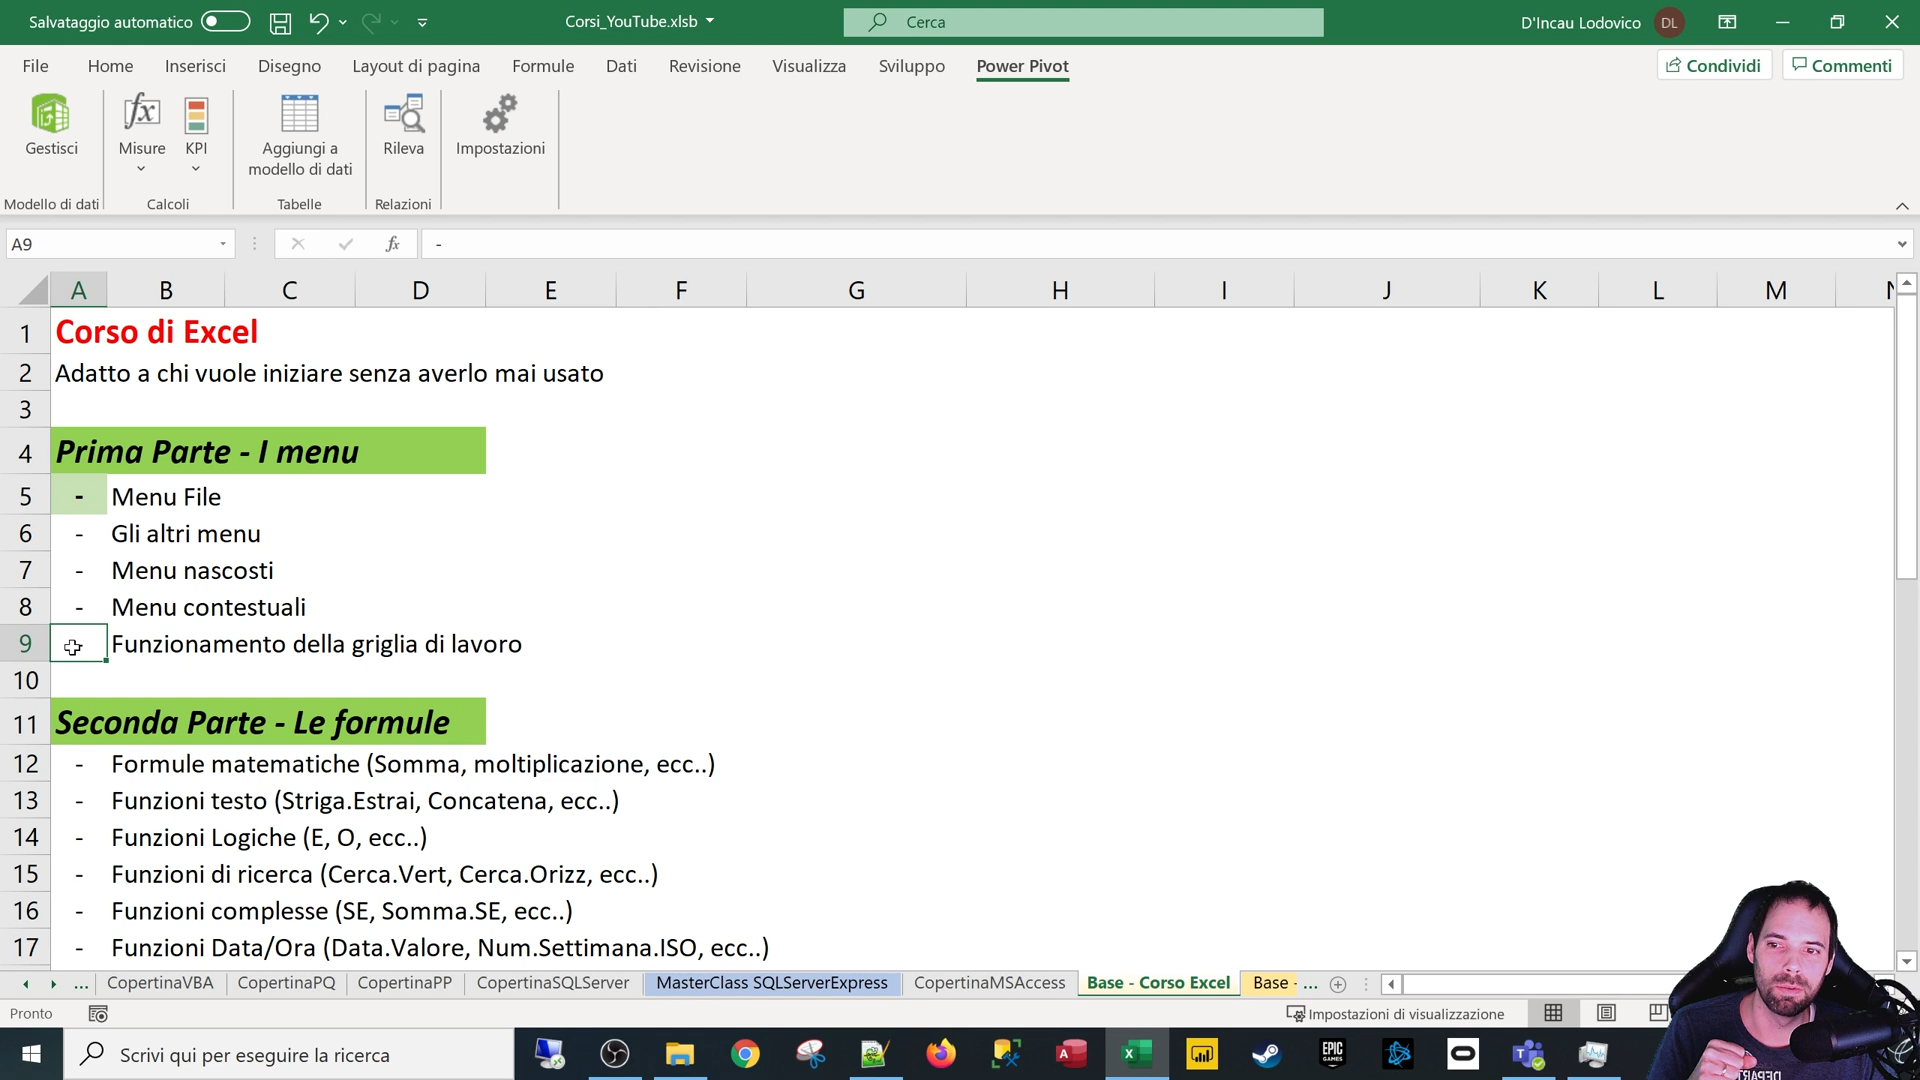 Salvataggio automatico
Corsi_YouTube.xlsb
Cerca
D'Incau Lodovico
DL
File Home Inserisci Disegno Layout di pagina Formule Dati Revisione Visualizza Sviluppo Power Pivot
Condividi
Commenti
Gestisci
Misure
KPI
Aggiungi a
modello di dati
Rileva
Impostazioni
Modello di dati
Calcoli
Tabelle
Relazioni
A9
fx
-
A B C D E F G H I J K L M
1 Corso di Excel
2 Adatto a chi vuole iniziare senza averlo mai usato
3
4 Prima Parte - I menu
5 - Menu File
6 - Gli altri menu
7 - Menu nascosti
8 - Menu contestuali
9 Funzionamento della griglia di lavoro
10
11 Seconda Parte - Le formule
12 - Formule matematiche (Somma, moltiplicazione, ecc..)
13 - Funzioni testo (Striga.Estrai, Concatena, ecc..)
14 - Funzioni Logiche (E, O, ecc..)
15 - Funzioni di ricerca (Cerca.Vert, Cerca.Orizz, ecc..)
16 - Funzioni complesse (SE, Somma.SE, ecc..)
17 - Funzioni Data/Ora (Data.Valore, Num.Settimana.ISO, ecc..)
... CopertinaVBA CopertinaPQ CopertinaPP CopertinaSQLServer MasterClass SQLServerExpress CopertinaMSAccess Base - Corso Excel Base - ...
Pronto
Impostazioni di visualizzazione
Scrivi qui per eseguire la ricerca
EPIC
GAMES